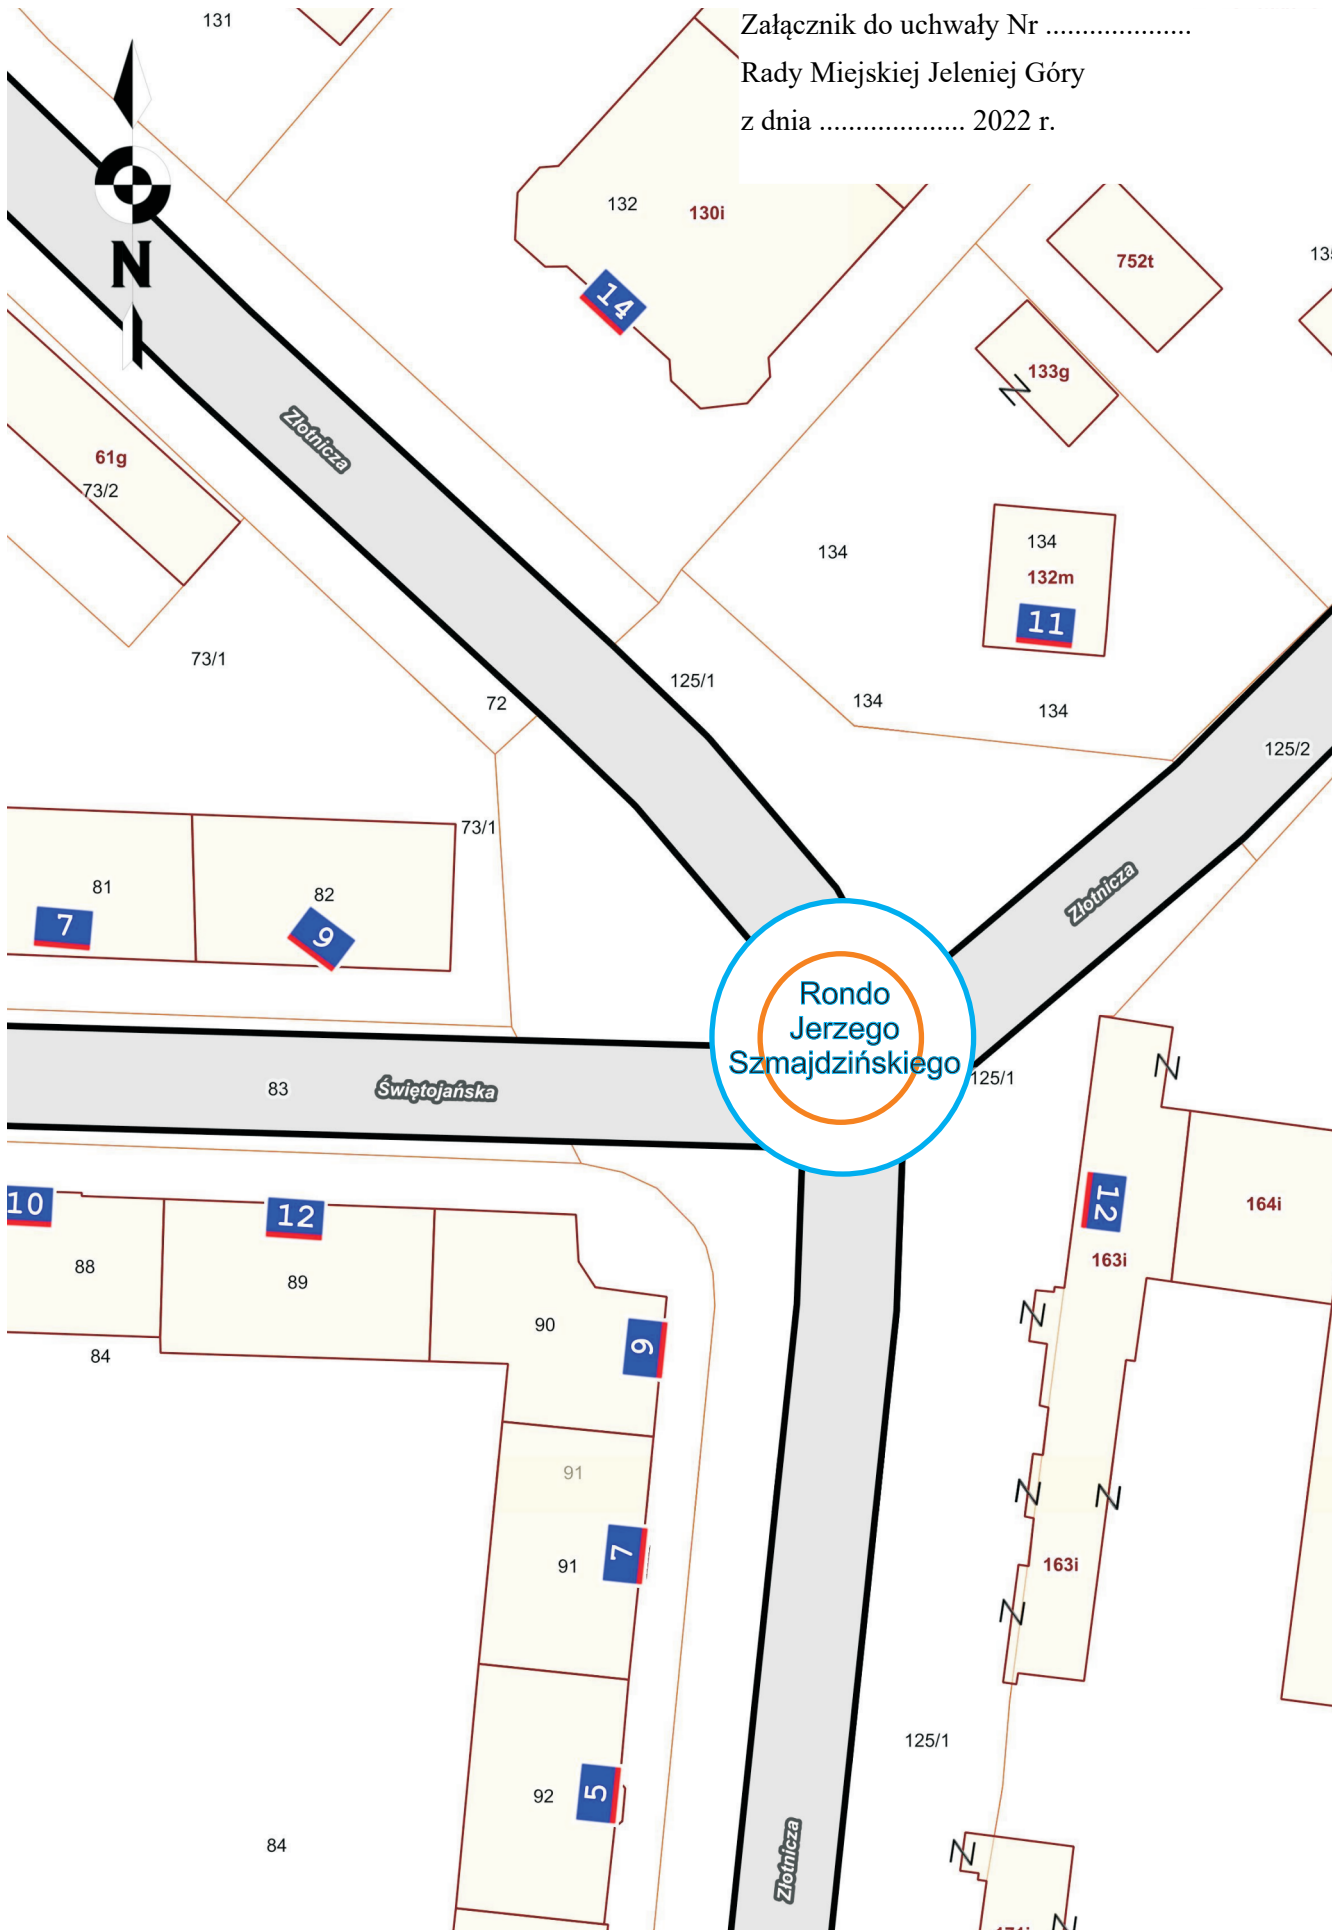 Załącznik do uchwały Nr ....................
Rady Miejskiej Jeleniej Góry
z dnia .................... 2022 r.
131
N
132
130i
14
752t
133g
N
61g
73/2
Złotnicza
134
134
132m
11
73/1
72
125/1
134
134
125/2
73/1
81
82
7
9
Złotnicza
Rondo
Jerzego
Szmajdzińskiego
125/1
83
Świętojańska
N
10
12
12
164i
88
89
163i
90
N
9
84
91
N
N
91
7
163i
N
125/1
92
5
84
Złotnicza
N
N